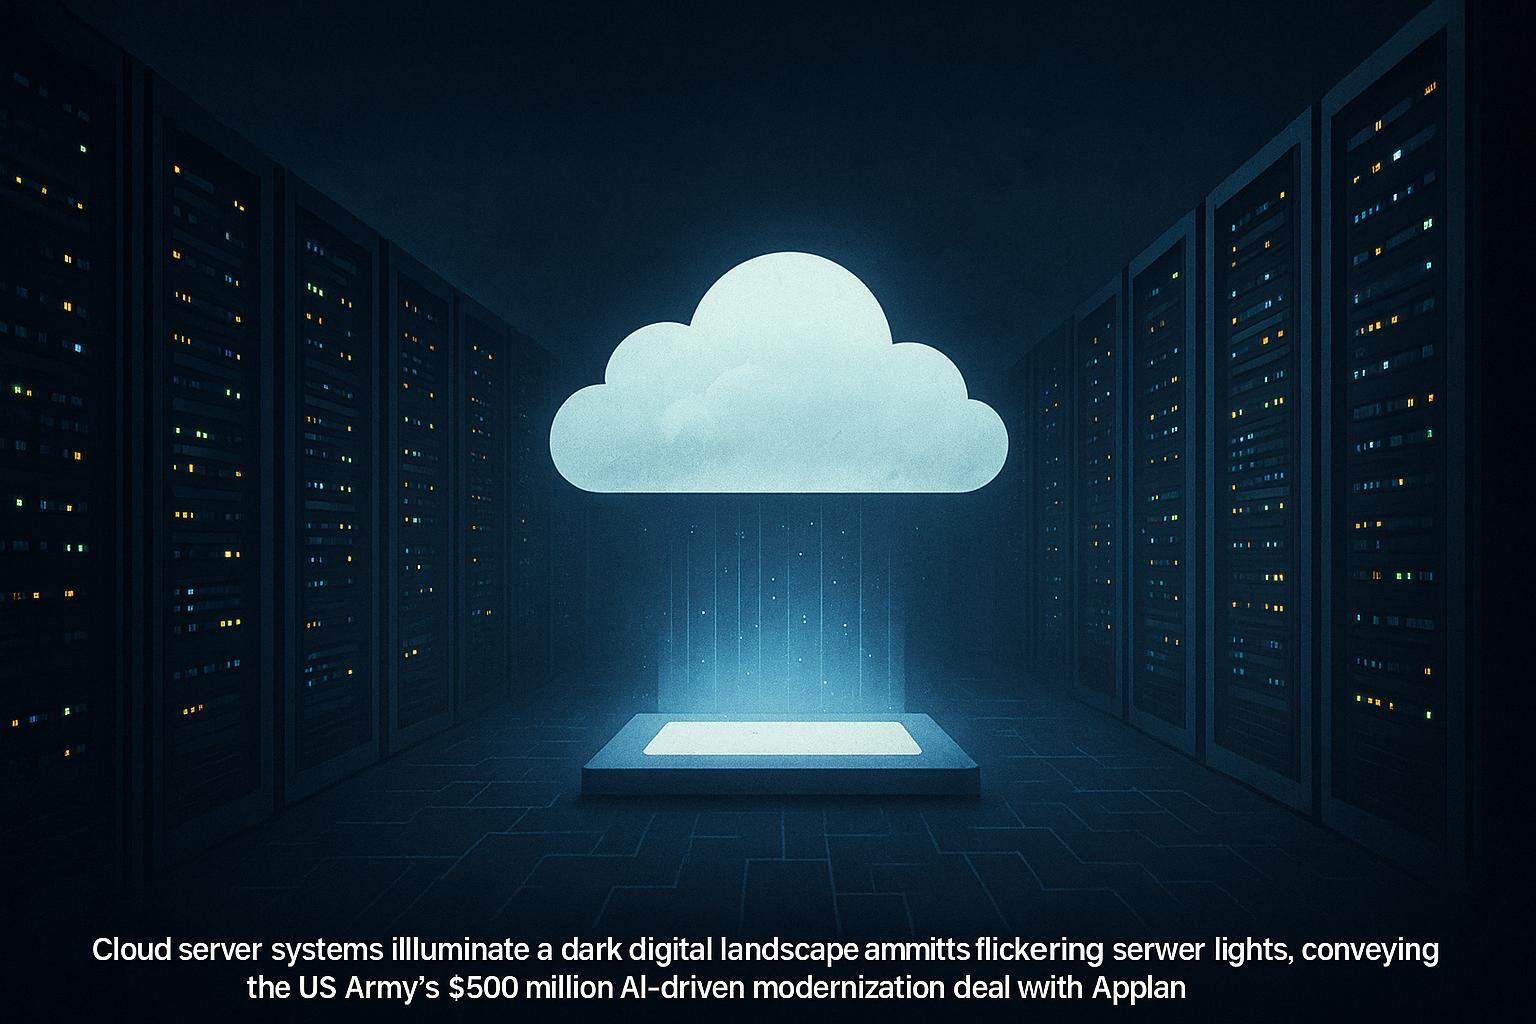 Cloud server systems illluminate a dark digital landscape ammitts flickering serwer lights, conveying
the US Army's $500 million AI-driven modernization deal with Applan